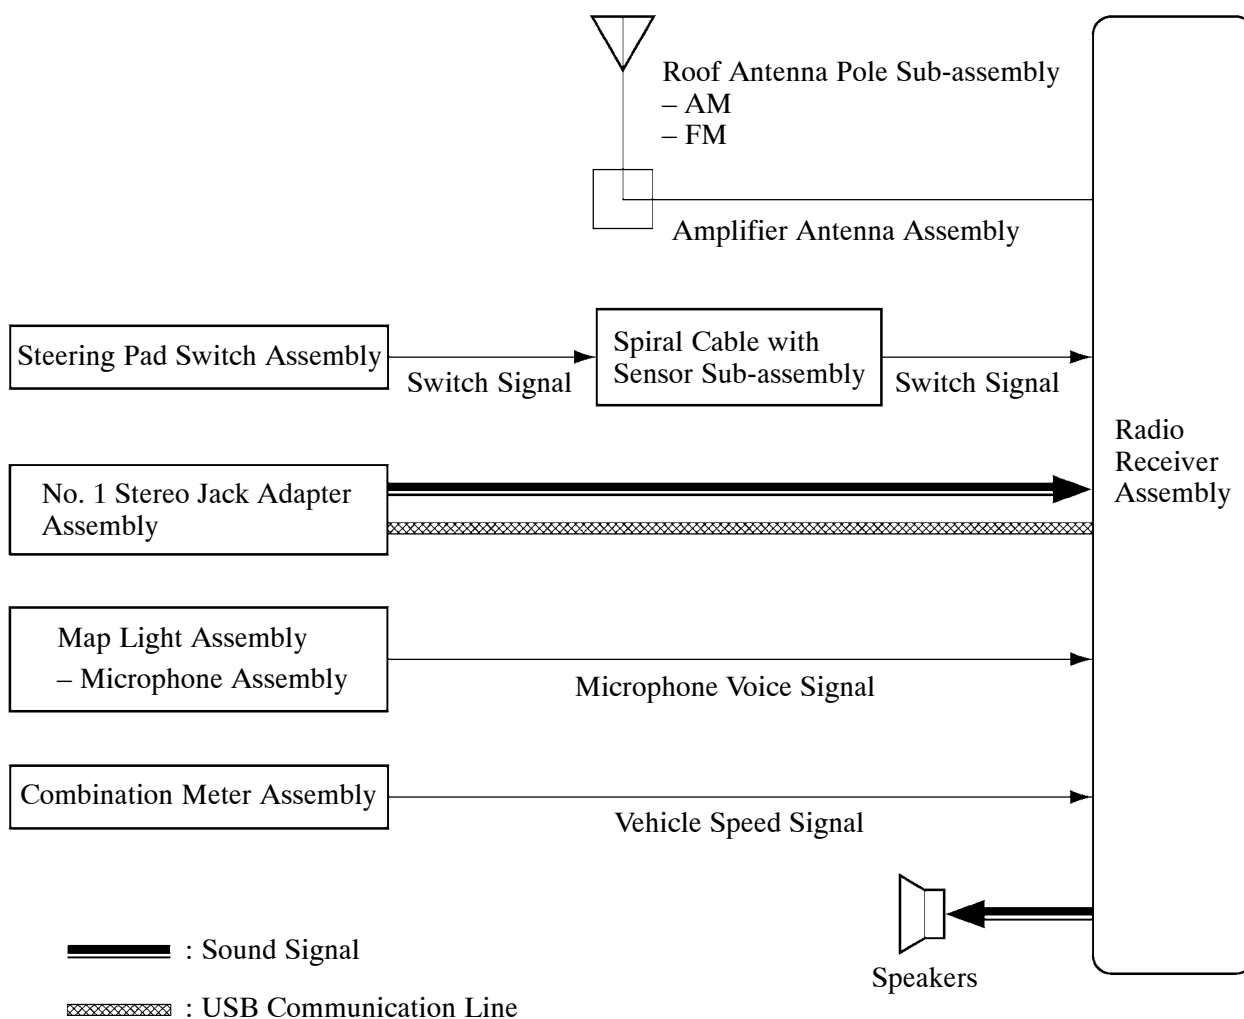 Roof Antenna Pole Sub-assembly
– AM
– FM
Amplifier Antenna Assembly
Steering Pad Switch Assembly
Switch Signal
Spiral Cable with
Sensor Sub-assembly
Switch Signal
Radio
Receiver
Assembly
No. 1 Stereo Jack Adapter
Assembly
Map Light Assembly
– Microphone Assembly
Microphone Voice Signal
Combination Meter Assembly
Vehicle Speed Signal
Speakers
: Sound Signal
: USB Communication Line